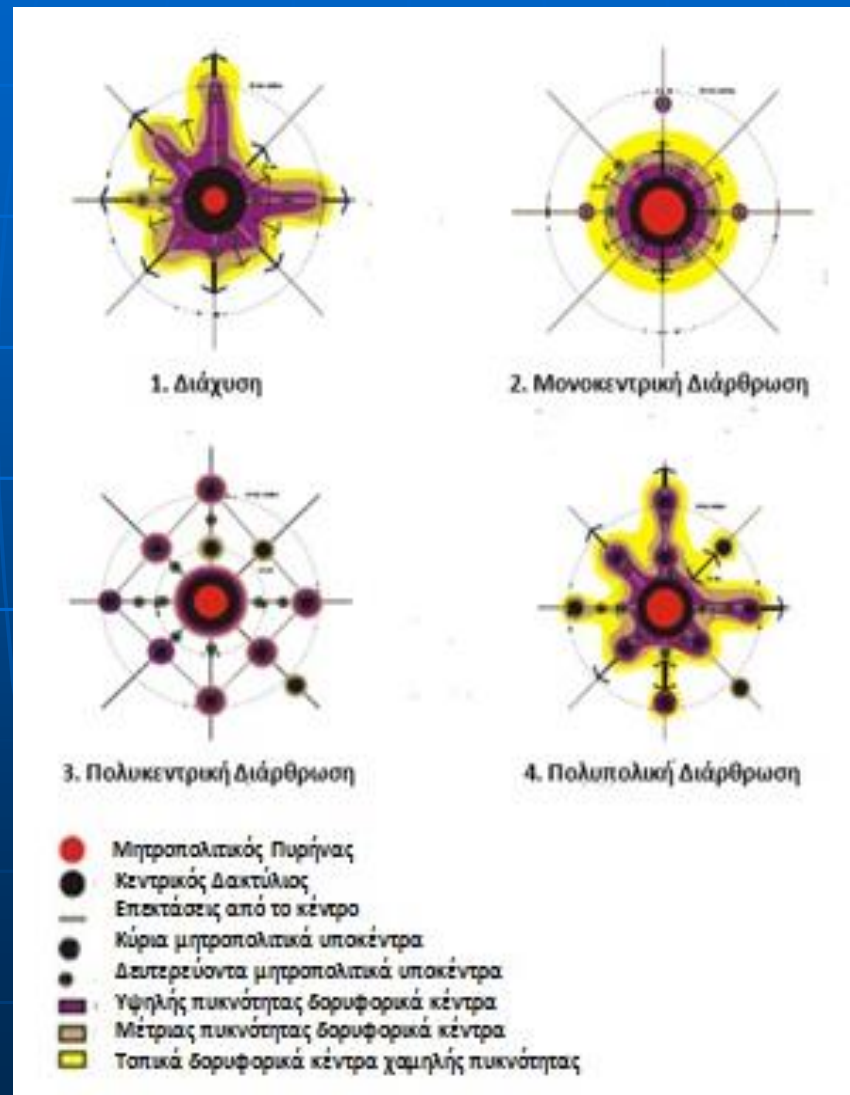 1. Διάχυση
2. Μονοκεντρική Διάρθρωση
3. Πολυκεντρική Διάρθρωση
4. Πολυπολική Διάρθρωση
Μητροπολιτικός Πυρήνας
Κεντρικός Δακτύλιος
Επεκτάσεις από το κέντρο
Κύρια μητροπολιτικά υποκέντρα
Δευτερεύοντα μητροπολιτικά υποκέντρα
Υψηλής πυκνότητας δορυφορικά κέντρα
Μέτριας πυκνότητας δορυφορικά κέντρα
Τοπικά δορυφορικά κέντρα χαμηλής πυκνότητας